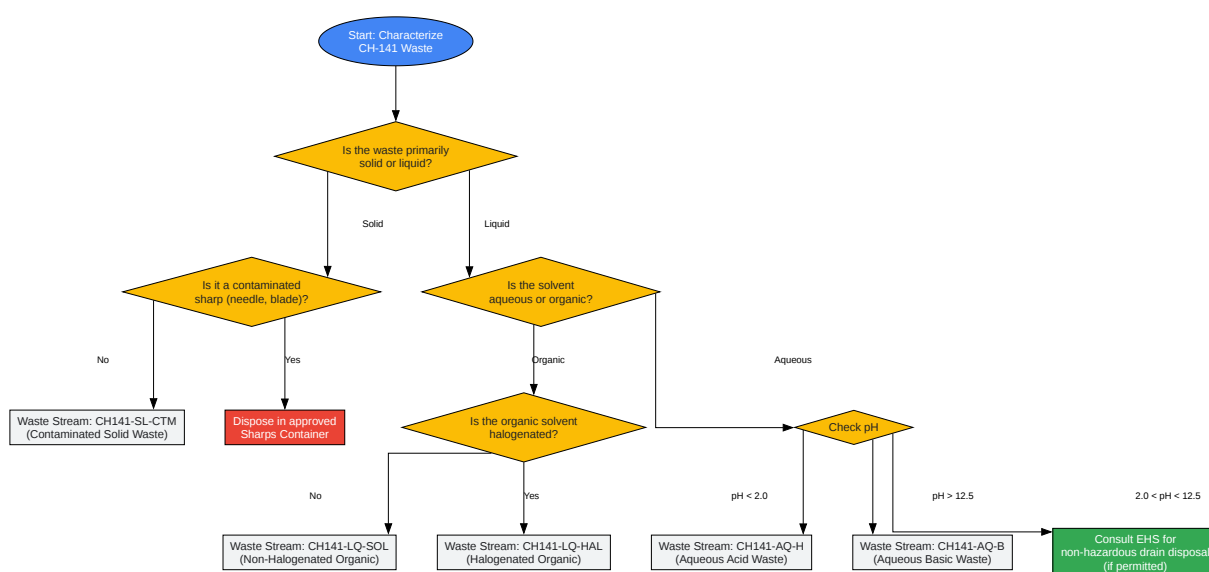 Start: Characterize
CH-141 Waste
Is the waste primarily
solid or liquid?
Solid
Liquid
Is it a contaminated
sharp (needle, blade)?
Is the solvent
aqueous or organic?
No
Yes
Organic
Aqueous
Waste Stream: CH141-SL-CTM
(Contaminated Solid Waste)
Dispose in approved
Sharps Container
Is the organic solvent
halogenated?
Check pH
No
Yes
pH < 2.0
pH > 12.5
2.0 < pH < 12.5
Waste Stream: CH141-LQ-SOL
(Non-Halogenated Organic)
Waste Stream: CH141-LQ-HAL
(Halogenated Organic)
Waste Stream: CH141-AQ-H
(Aqueous Acid Waste)
Waste Stream: CH141-AQ-B
(Aqueous Basic Waste)
Consult EHS for
non-hazardous drain disposal
(if permitted)